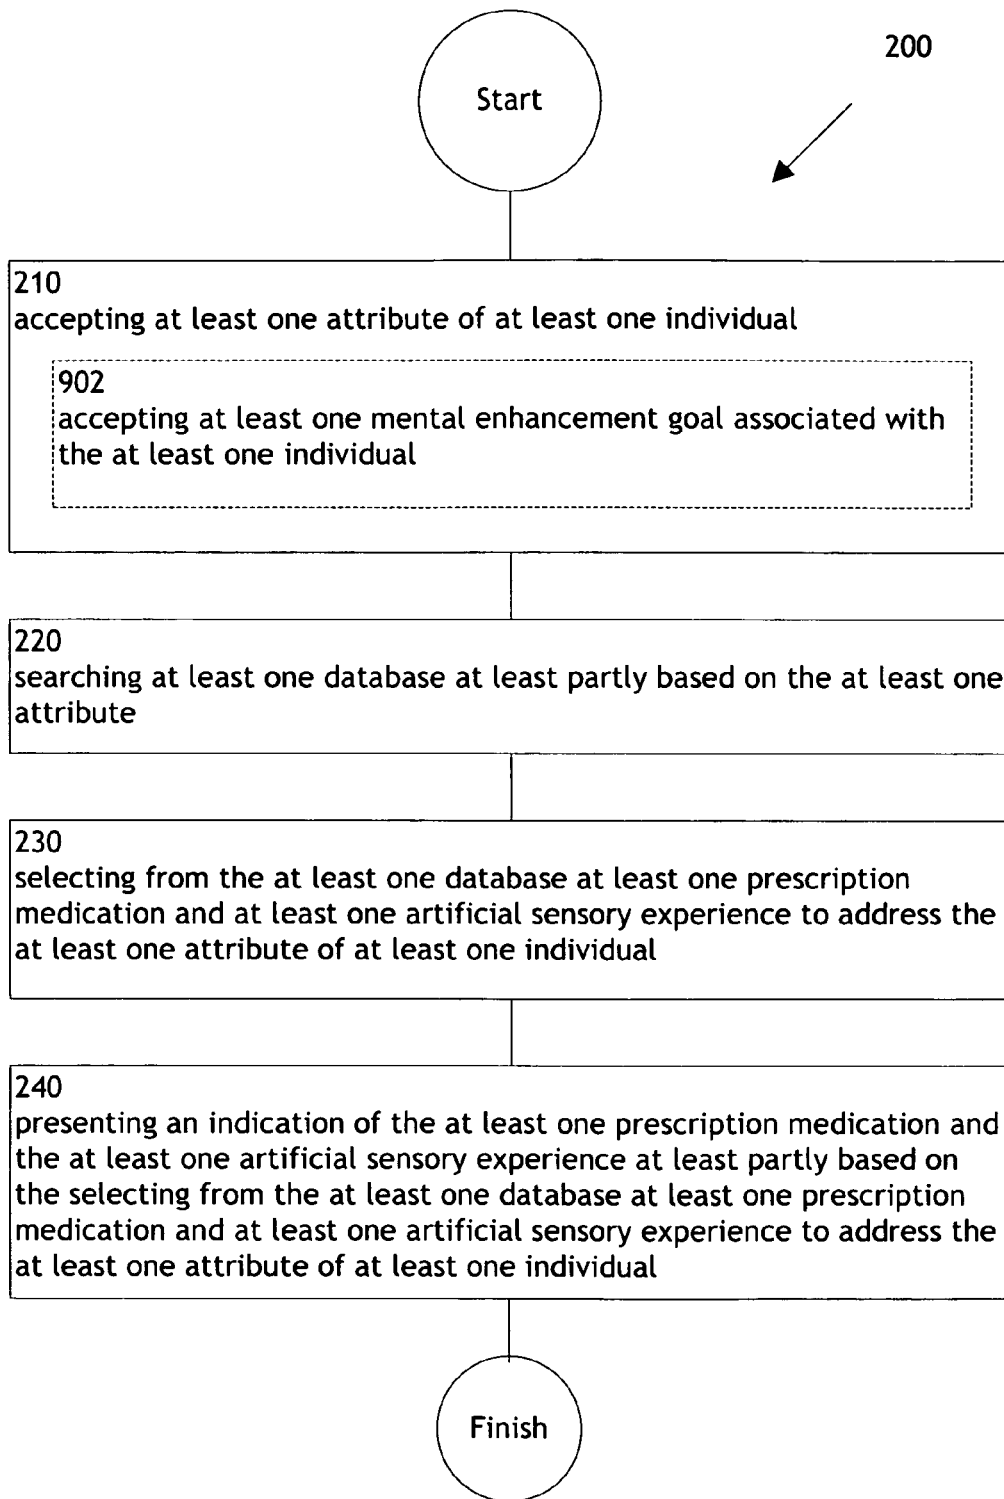 200
Start
210
accepting at least one attribute of at least one individual
902
accepting at least one mental enhancement goal associated with
the at least one individual
220
searching at least one database at least partly based on the at least one
attribute
230
selecting from the at least one database at least one prescription
medication and at least one artificial sensory experience to address the
at least one attribute of at least one individual
240
presenting an indication of the at least one prescription medication and
the at least one artificial sensory experience at least partly based on
the selecting from the at least one database at least one prescription
medication and at least one artificial sensory experience to address the
at least one attribute of at least one individual
Finish